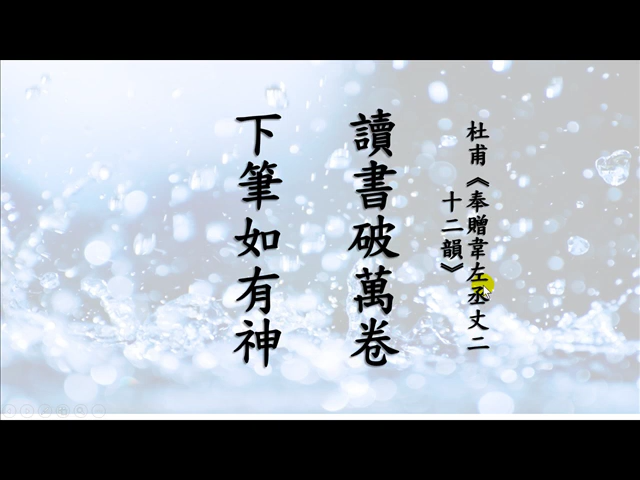 杜甫《奉贈韋左丞丈二
十二韻》
讀書破萬卷
下筆如有神